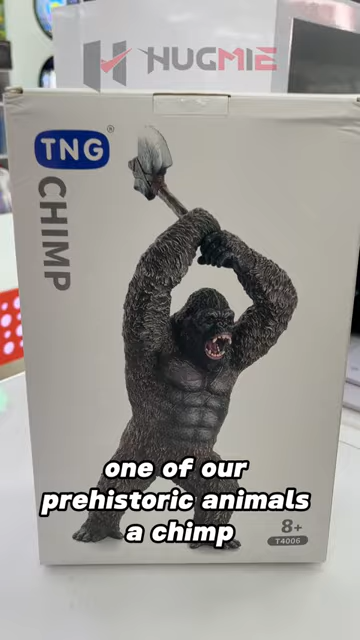 HUGMIE
TNG®
CHIMP
one of our
prehistoric animals
a chimp
8+
T4006